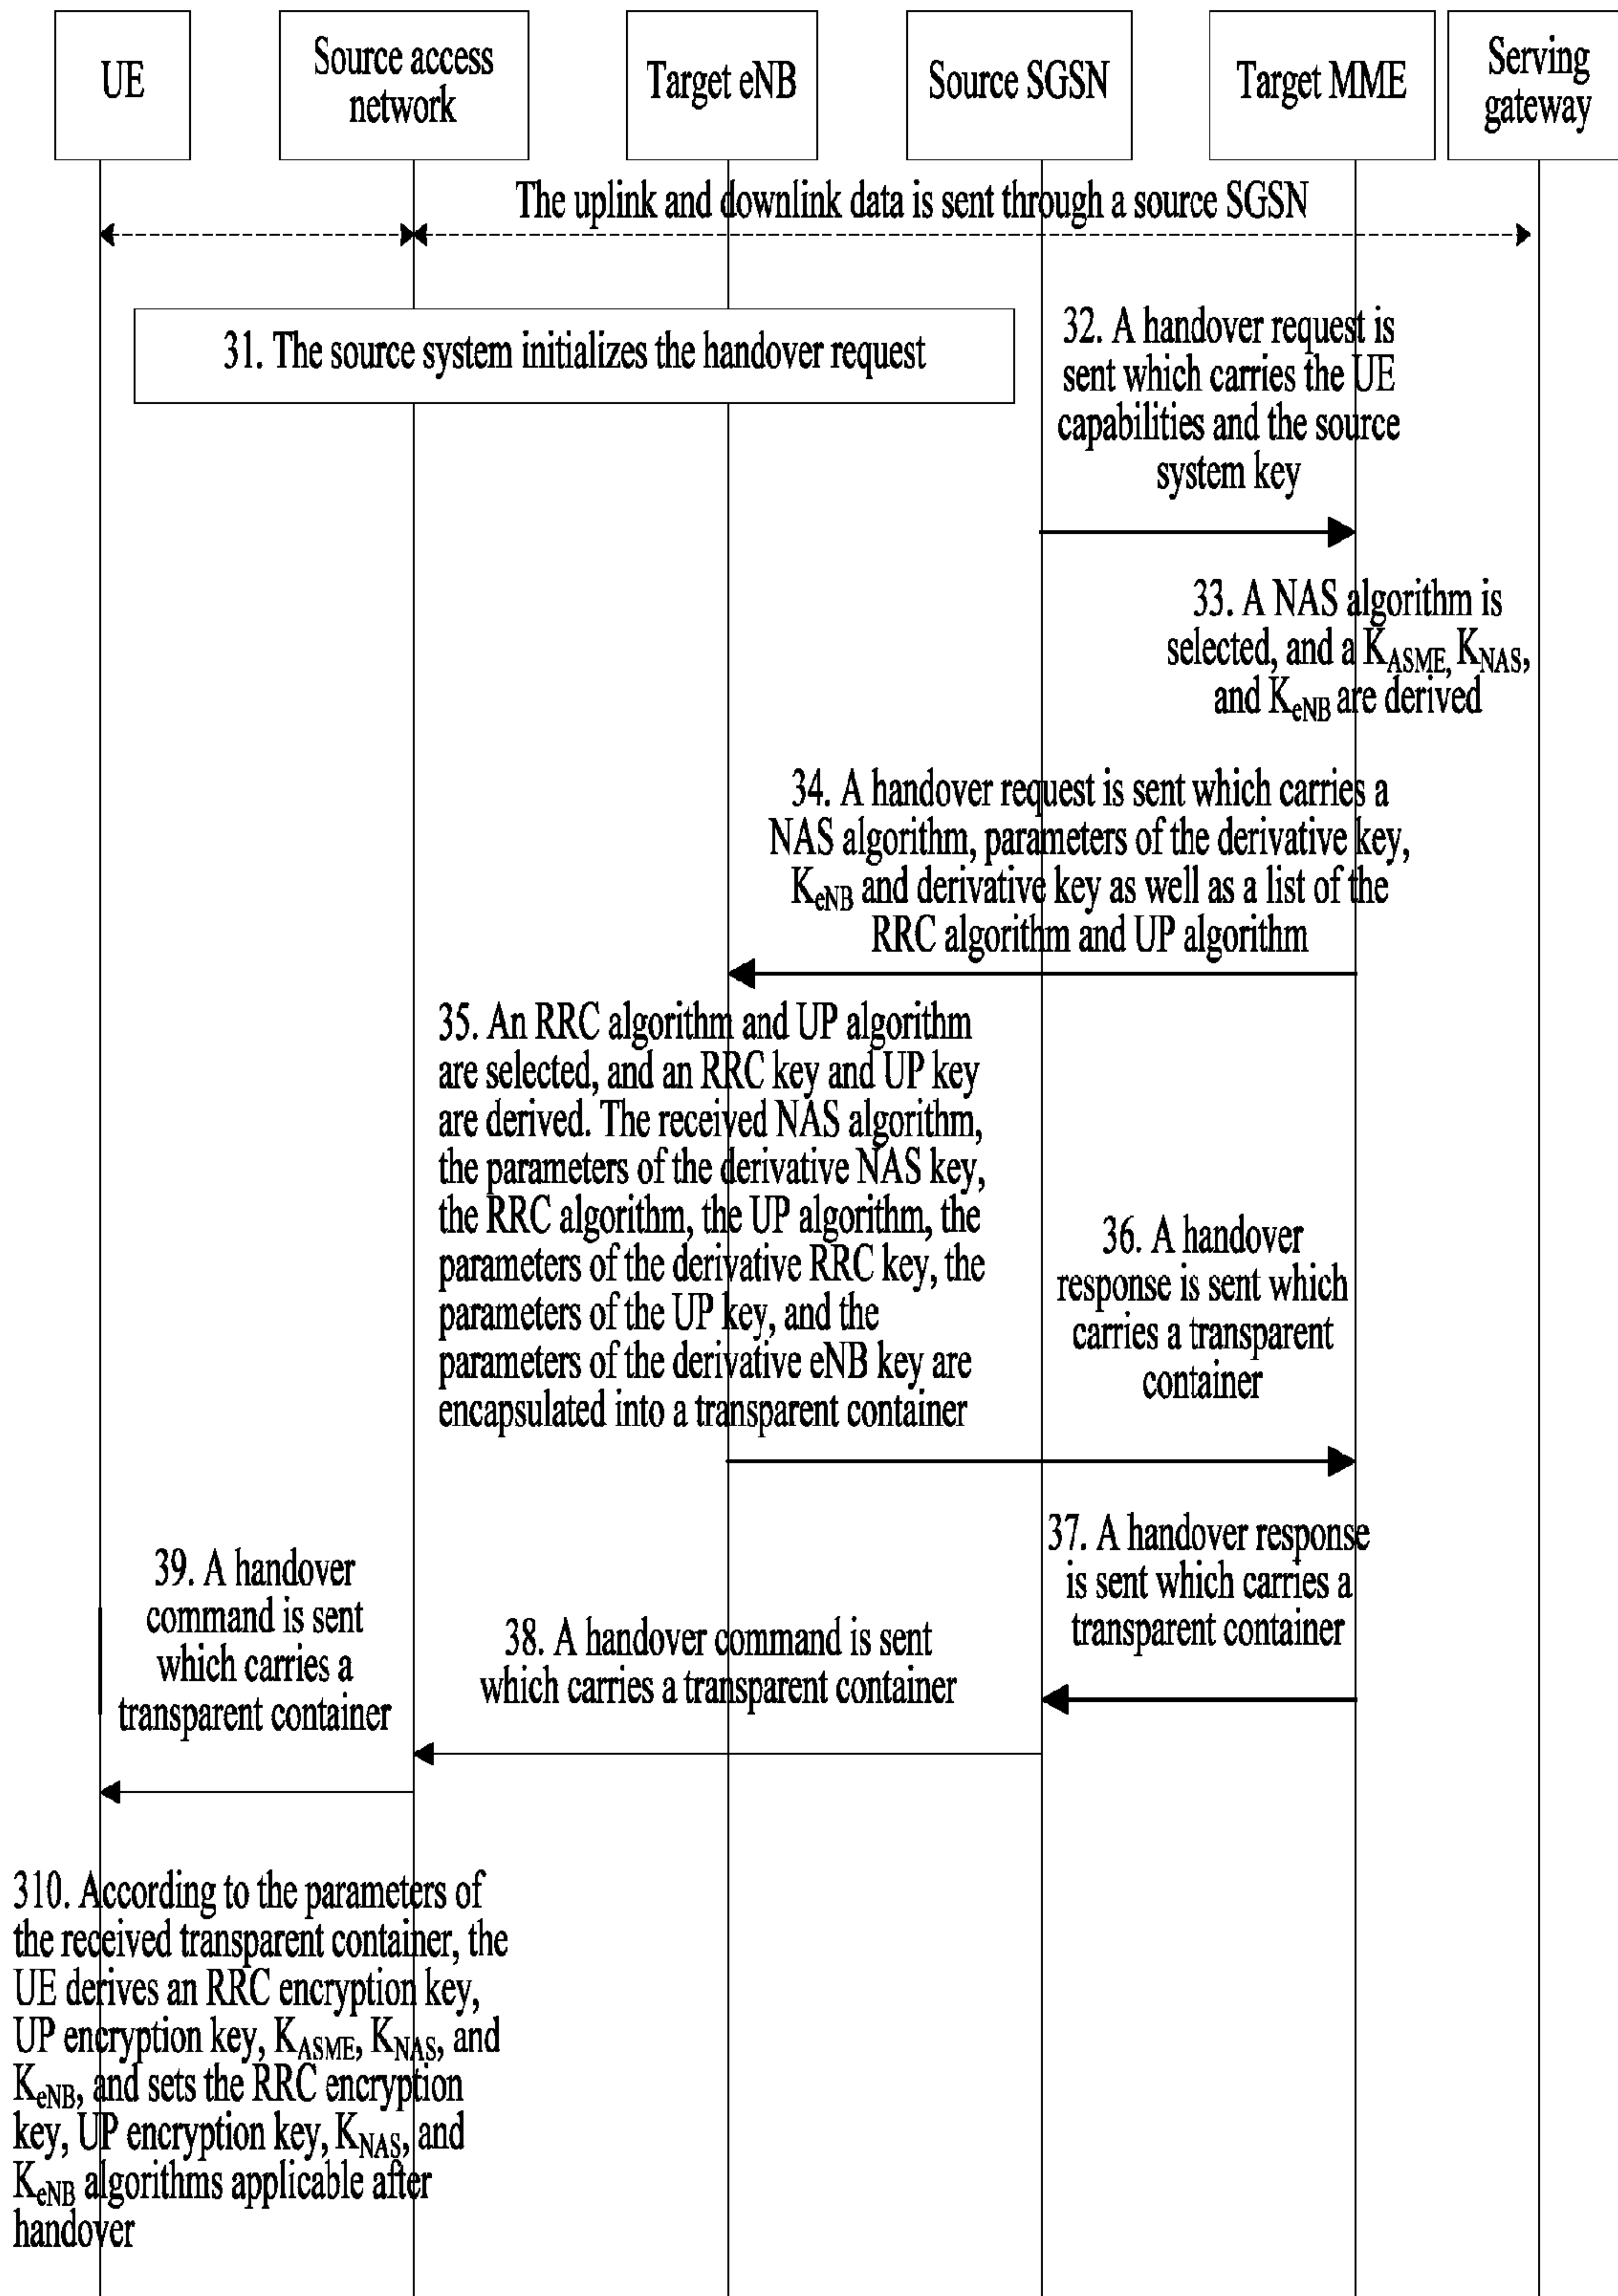 UE
Source access
network
Target eNB
Source SGSN
Target MME
Serving
gateway
The uplink and downlink data is sent through a source SGSN
31. The source system initializes the handover request
32. A handover request is
sent which carries the UE
capabilities and the source
system key
33. A NAS algorithm is
selected, and a KASME, KNAS,
and KeNB are derived
34. A handover request is sent which carries a
NAS algorithm, parameters of the derivative key,
KeNB and derivative key as well as a list of the
RRC algorithm and UP algorithm
35. An RRC algorithm and UP algorithm
are selected, and an RRC key and UP key
are derived. The received NAS algorithm,
the parameters of the derivative NAS key,
the RRC algorithm, the UP algorithm, the
parameters of the derivative RRC key, the
parameters of the UP key, and the
parameters of the derivative eNB key are
encapsulated into a transparent container
36. A handover
response is sent which
carries a transparent
container
37. A handover response
is sent which carries a
transparent container
38. A handover command is sent
which carries a transparent container
39. A handover
command is sent
which carries a
transparent container
310. According to the parameters of
the received transparent container, the
UE derives an RRC encryption key,
UP encryption key, KASME, KNAS, and
KeNB, and sets the RRC encryption
key, UP encryption key, KNAS, and
KeNB algorithms applicable after
handover